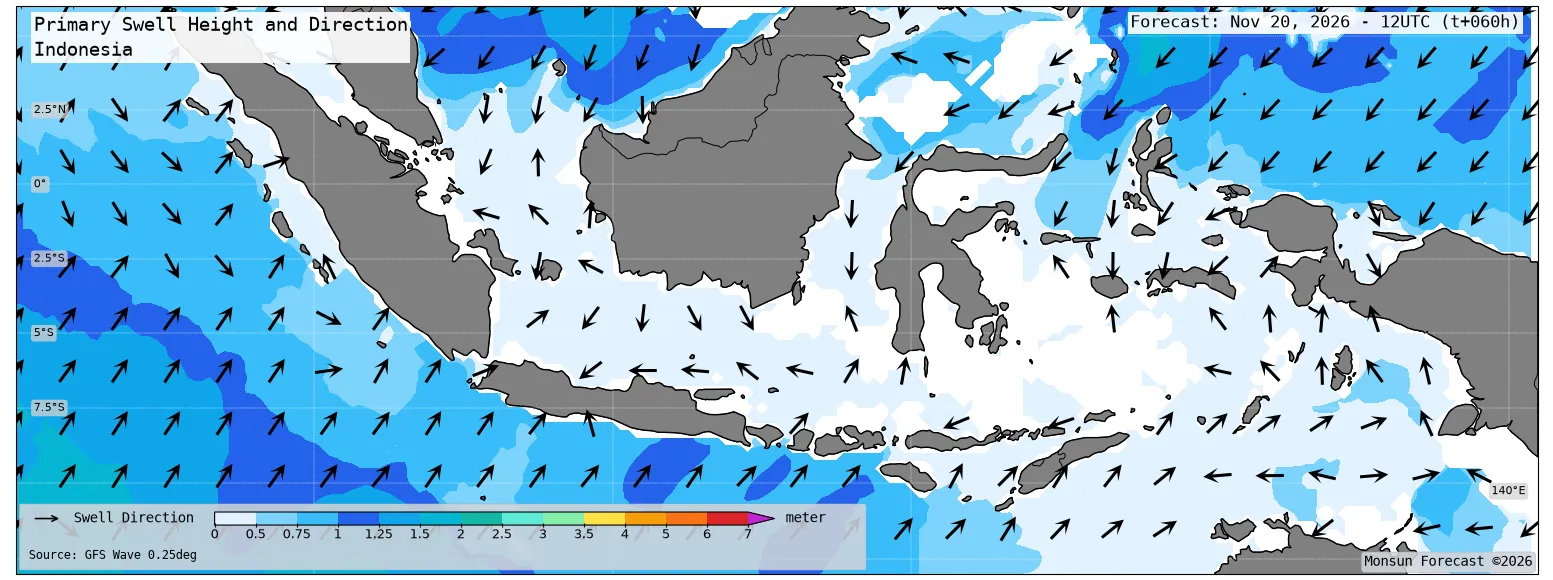 Primary Swell Height and Direction
Indonesia
Forecast: Nov 20, 2026 - 12UTC (t+060h)
2.5°N
0°
2.5°S
5°S
7.5°S
140°E
Swell Direction
meter
0 0.5 0.75 1 1.25 1.5 2 2.5 3 3.5 4 5 6 7
Source: GFS Wave 0.25deg
Monsun Forecast ©2026